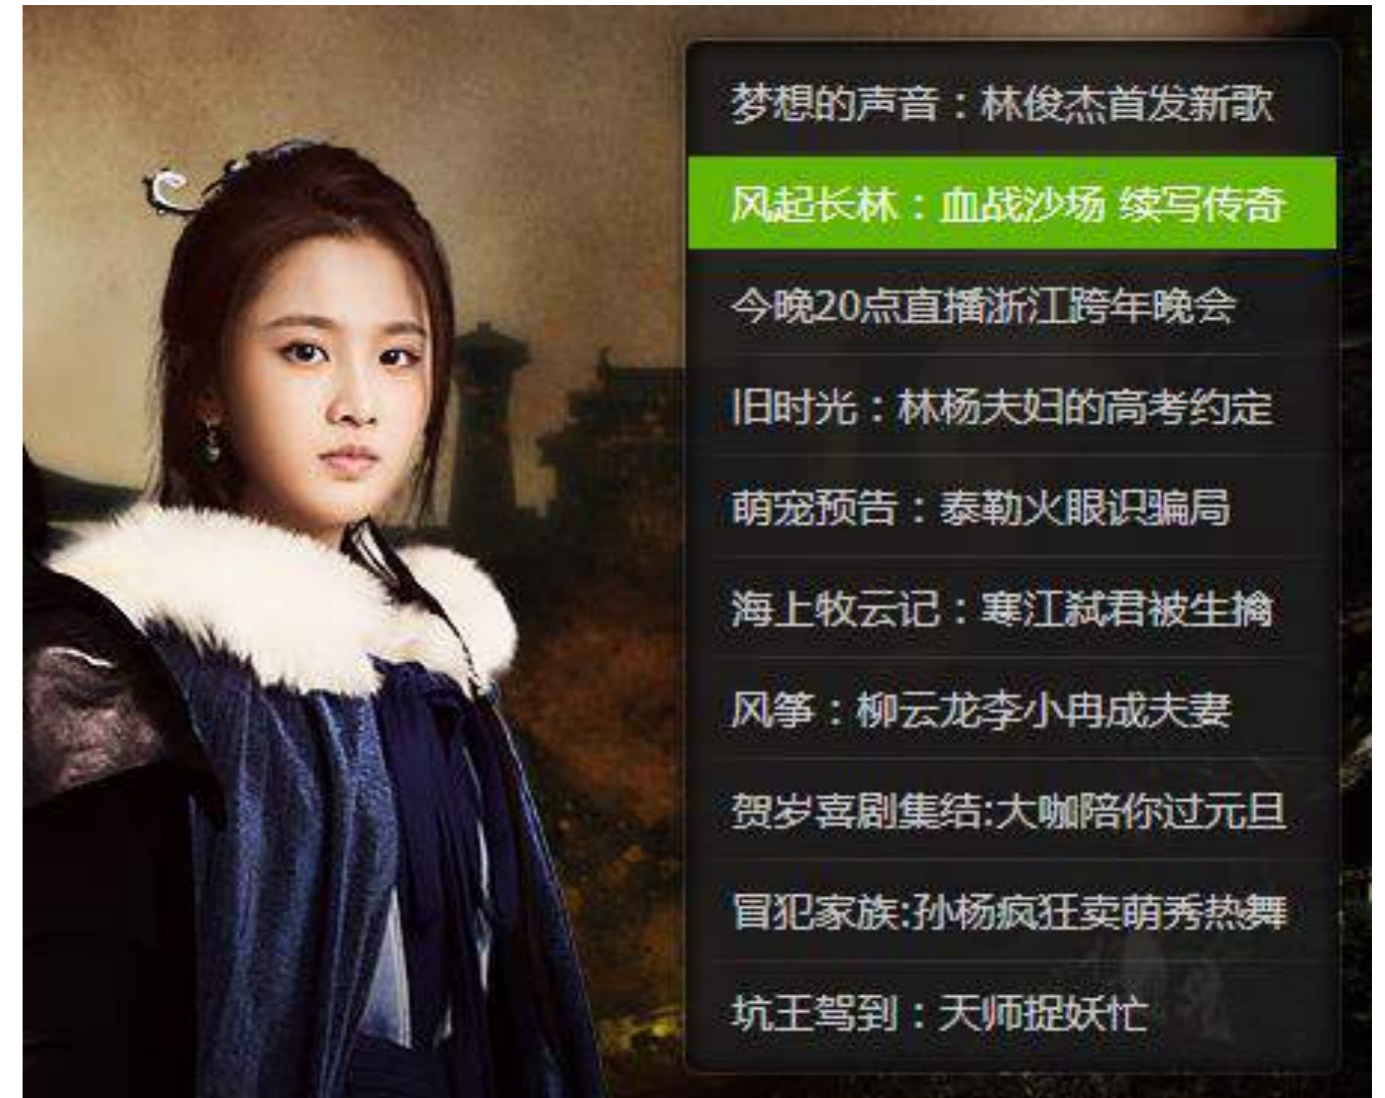 梦想的声音：林俊杰首发新歌
风起长林：血战沙场 续写传奇
今晚20点直播浙江跨年晚会
旧时光：林杨夫妇的高考约定
萌宠预告：泰勒火眼识骗局
海上牧云记：寒江弑君被生擒
风筝：柳云龙李小冉成夫妻
贺岁喜剧集结:大咖陪你过元旦
冒犯家族:孙杨疯狂卖萌秀热舞
坑王驾到：天师捉妖忙